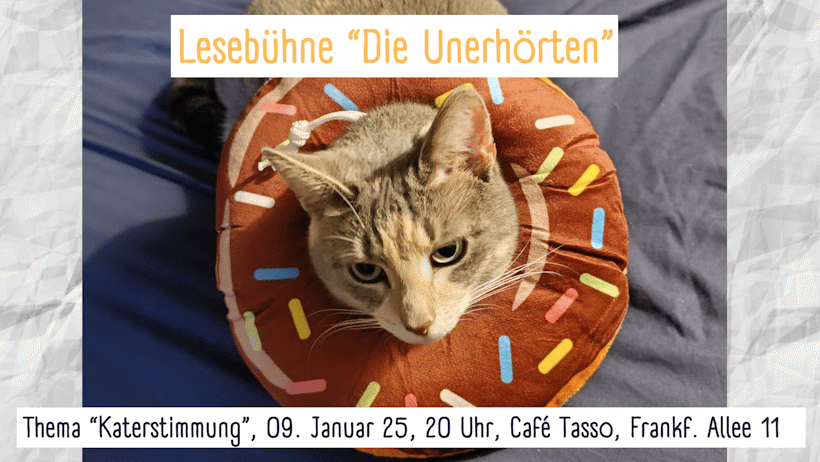 Lesebühne “Die Unerhörten”
Thema “Katerstimmung”, 09. Januar 25, 20 Uhr, Café Tasso, Frankf. Allee 11